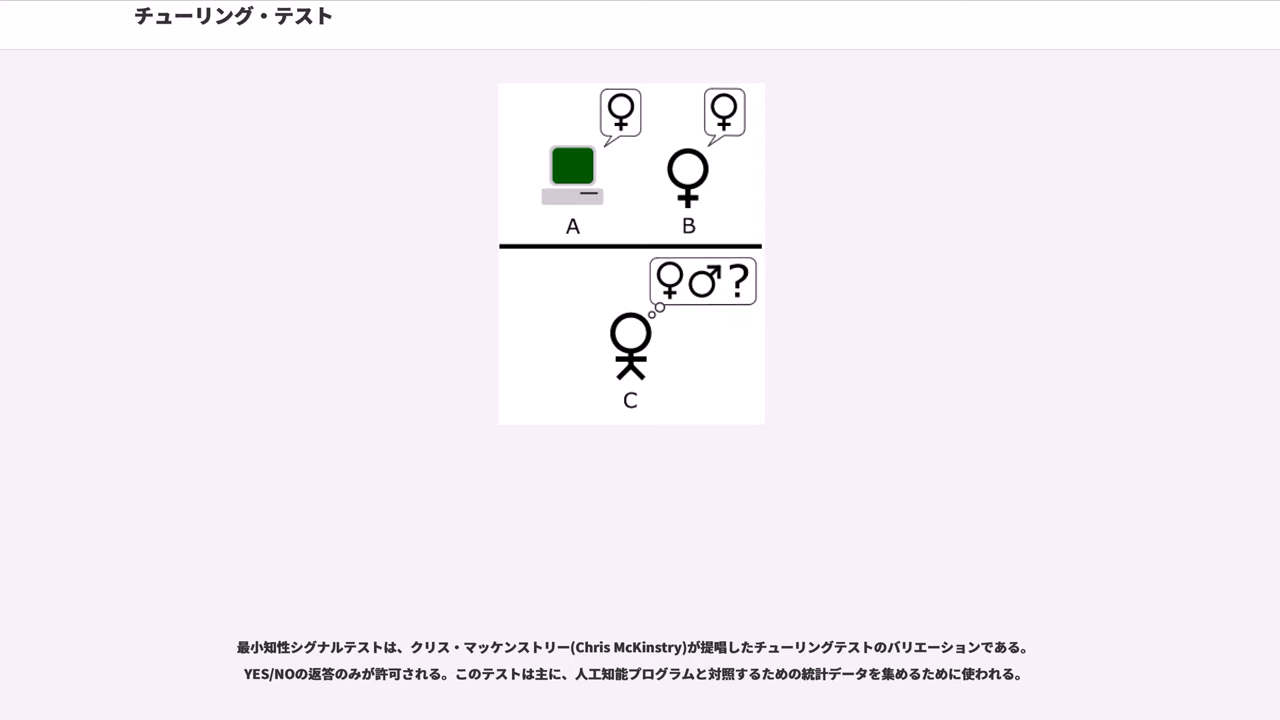 チューリング・テスト
♀ ♀
A B
♀♂?
C
最小知性シグナルテストは、クリス・マッケンストリー(Chris McKinstry)が提唱したチューリングテストのバリエーションである。
YES/NOの返答のみが許可される。このテストは主に、人工知能プログラムと対照するための統計データを集めるために使われる。